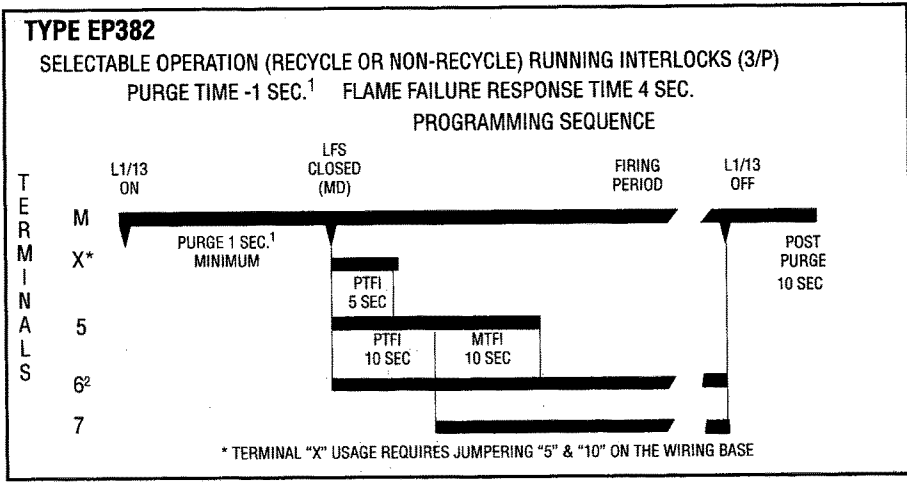 TYPE EP382
SELECTABLE OPERATION (RECYCLE OR NON-RECYCLE) RUNNING INTERLOCKS (3/P)
PURGE TIME -1 SEC.¹ FLAME FAILURE RESPONSE TIME 4 SEC.
PROGRAMMING SEQUENCE
TERMINALS
L1/13
ON
LFS
CLOSED
(MD)
FIRING
PERIOD
L1/13
OFF
M
PURGE 1 SEC.¹
MINIMUM
POST
PURGE
10 SEC
X*
PTFI
5 SEC
5
PTFI
10 SEC
MTFI
10 SEC
6²
7
* TERMINAL "X" USAGE REQUIRES JUMPERING "5" & "10" ON THE WIRING BASE